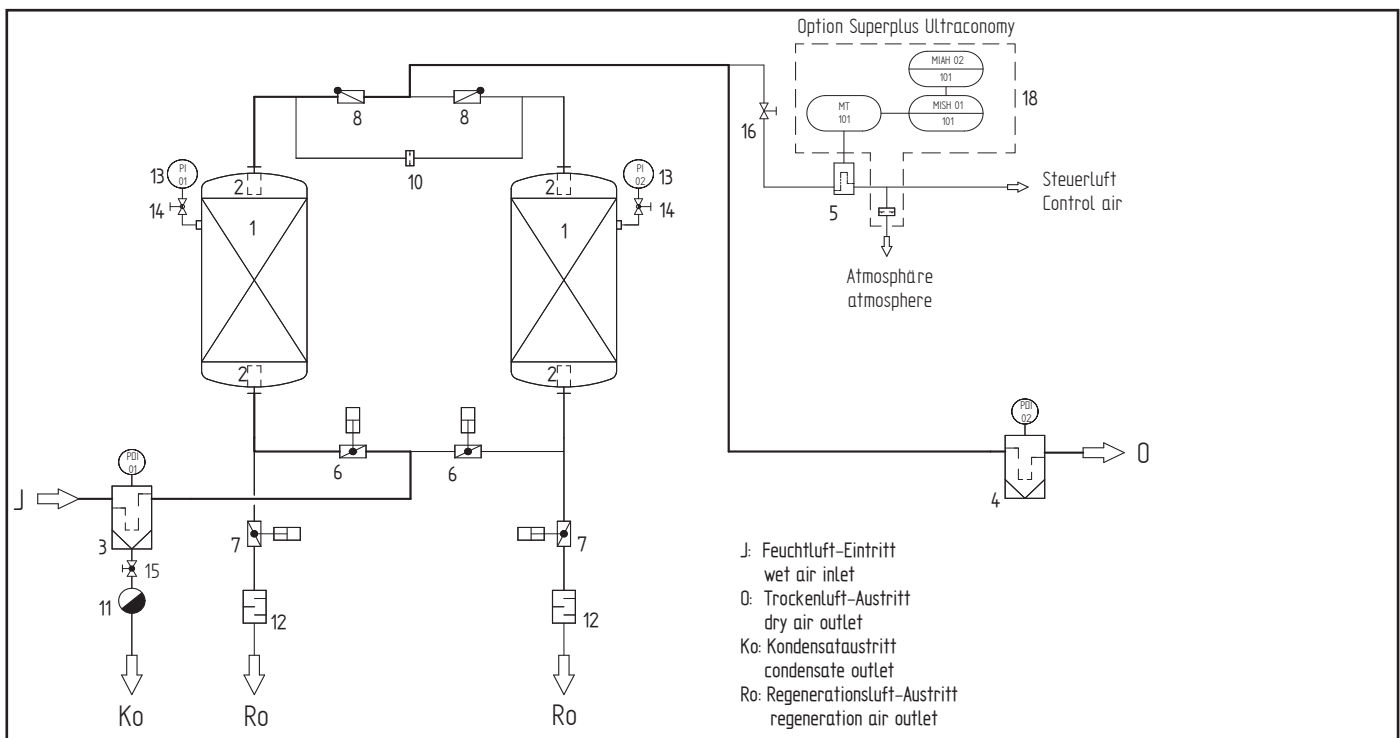 Option Superplus Ultraconomy
MIAH 02
101
MT
101
MISH 01
101
18
8
8
16
10
13
PI
01
14
2
1
2
1
PI
02
13
14
5
Steuerluft
Control air
Atmosphäre
atmosphere
2
2
PDI
01
6
6
PDI
02
J
3
4
O
7
7
15
11
12
12
Ko
Ro
Ro
J: Feuchtluft-Eintritt
wet air inlet
O: Trockenluft-Austritt
dry air outlet
Ko: Kondensataustritt
condensate outlet
Ro: Regenerationsluft-Austritt
regeneration air outlet